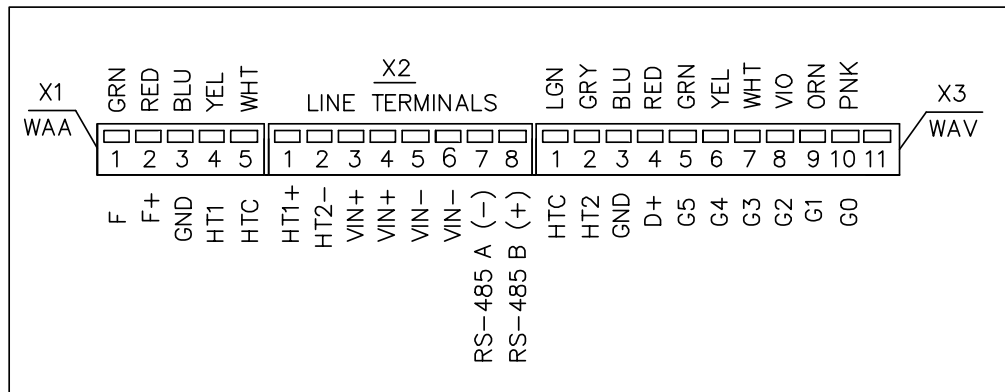 X1
WAA
GRN RED BLU YEL WHT
1 2 3 4 5
F F+ GND HT1 HTC
X2
LINE TERMINALS
1 2 3 4 5 6 7 8
HT1+ HT2- VIN+ VIN+ VIN- VIN- RS-485 A (-) RS-485 B (+)
LGN GRY BLU RED GRN YEL WHT VIO ORN PNK
1 2 3 4 5 6 7 8 9 10 11
HTC HT2 GND D+ G5 G4 G3 G2 G1 G0
X3
WAV